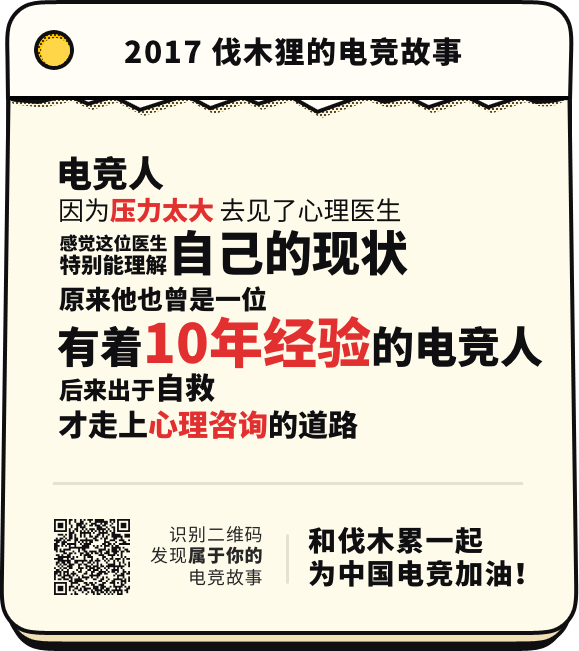 2017 伐木狸的电竞故事
电竞人
因为压力太大 去见了心理医生
感觉这位医生
特别能理解自己的现状
原来他也曾是一位
有着10年经验的电竞人
后来出于自救
才走上心理咨询的道路
识别二维码
发现属于你的
电竞故事
和伐木累一起
为中国电竞加油！